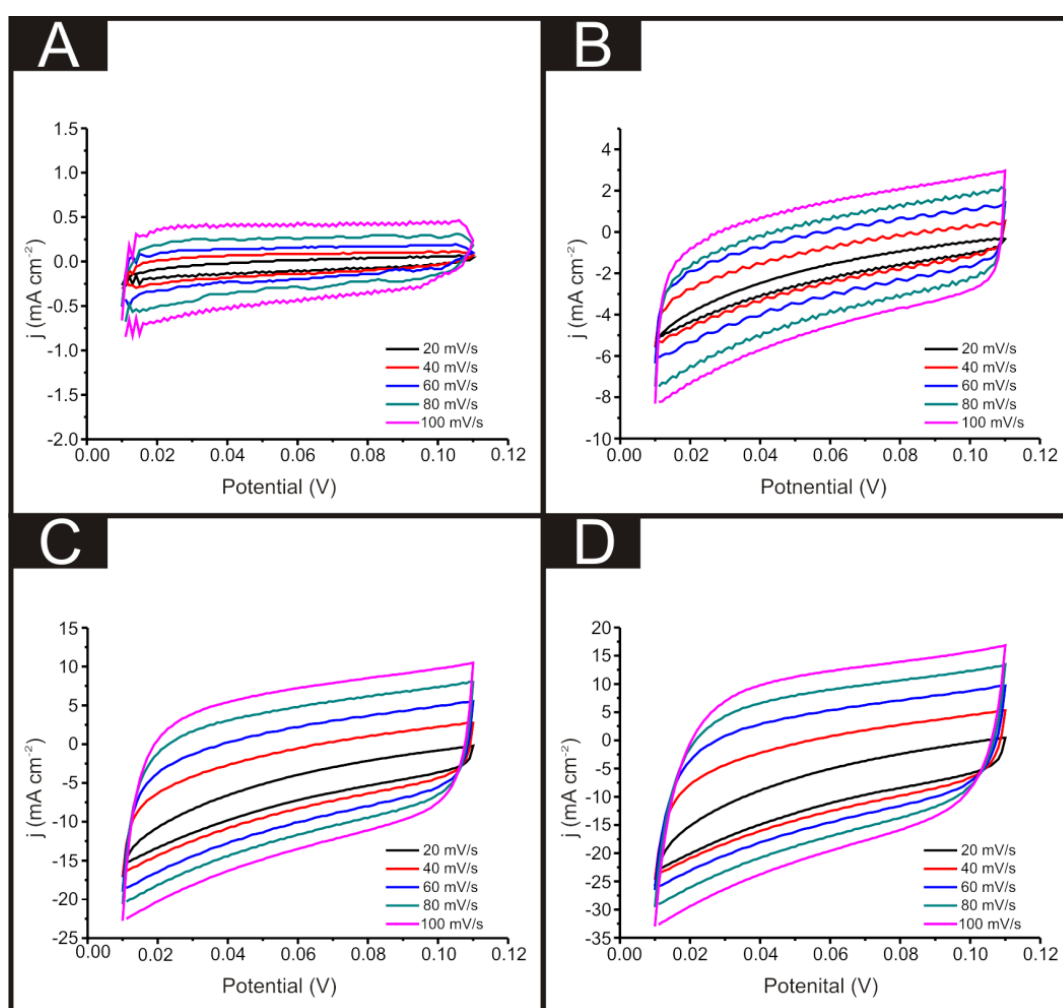 A
1.5
1.0
0.5
0.0
-0.5
-1.0
-1.5
-2.0
j (mA cm⁻²)
0.00 0.02 0.04 0.06 0.08 0.10 0.12
Potential (V)
20 mV/s
40 mV/s
60 mV/s
80 mV/s
100 mV/s
B
4
2
0
-2
-4
-6
-8
-10
j (mA cm⁻²)
0.00 0.02 0.04 0.06 0.08 0.10 0.12
Potnential (V)
20 mV/s
40 mV/s
60 mV/s
80 mV/s
100 mV/s
C
15
10
5
0
-5
-10
-15
-20
-25
j (mA cm⁻²)
0.00 0.02 0.04 0.06 0.08 0.10 0.12
Potential (V)
20 mV/s
40 mV/s
60 mV/s
80 mV/s
100 mV/s
D
20
15
10
5
0
-5
-10
-15
-20
-25
-30
-35
j (mA cm⁻²)
0.00 0.02 0.04 0.06 0.08 0.10 0.12
Potenital (V)
20 mV/s
40 mV/s
60 mV/s
80 mV/s
100 mV/s